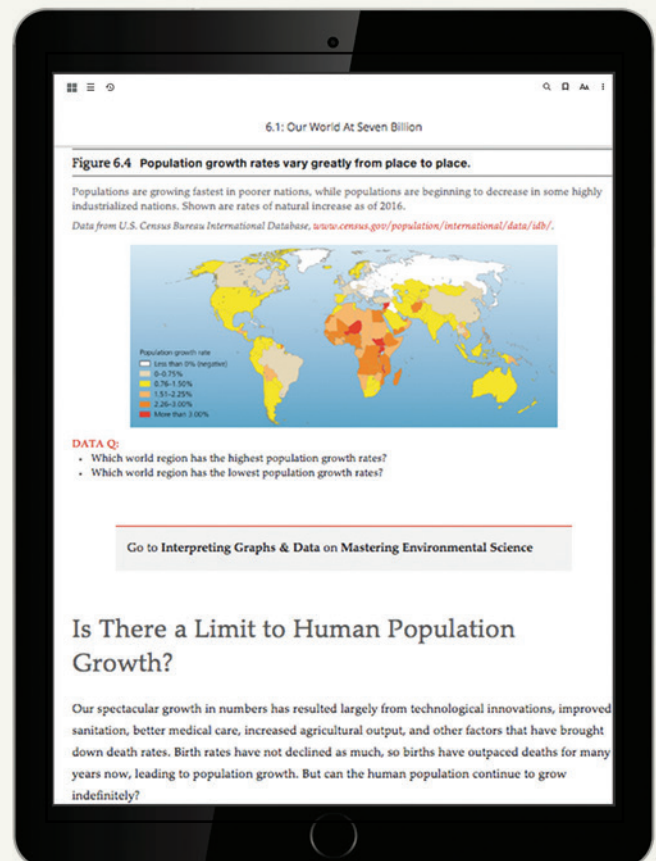 6.1: Our World At Seven Billion
Figure 6.4 Population growth rates vary greatly from place to place.
Populations are growing fastest in poorer nations, while populations are beginning to decrease in some highly
industrialized nations. Shown are rates of natural increase as of 2016.
Data from U.S. Census Bureau International Database, www.census.gov/population/international/data/idb/.
Population growth rate
Less than 0% (negative)
0–0.75%
0.76–1.50%
1.51–2.25%
2.26–3.00%
More than 3.00%
DATA Q:
• Which world region has the highest population growth rates?
• Which world region has the lowest population growth rates?
Go to Interpreting Graphs & Data on Mastering Environmental Science
Is There a Limit to Human Population
Growth?
Our spectacular growth in numbers has resulted largely from technological innovations, improved
sanitation, better medical care, increased agricultural output, and other factors that have brought
down death rates. Birth rates have not declined as much, so births have outpaced deaths for many
years now, leading to population growth. But can the human population continue to grow
indefinitely?